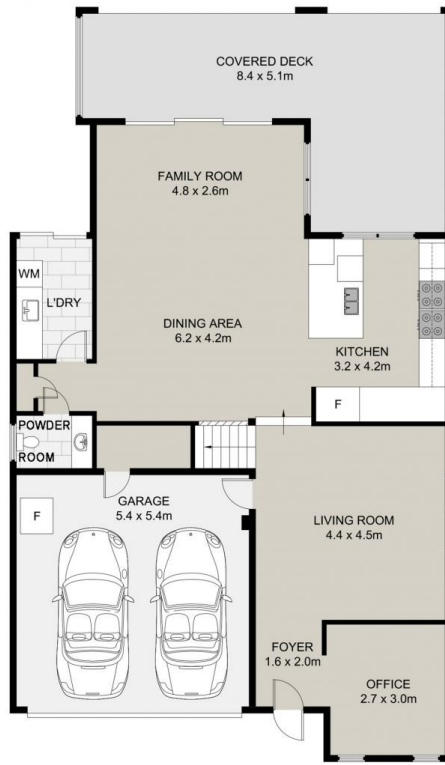 COVERED DECK
8.4 x 5.1m
FAMILY ROOM
4.8 x 2.6m
WM
L'DRY
DINING AREA
6.2 x 4.2m
KITCHEN
3.2 x 4.2m
F
POWDER
ROOM
GARAGE
5.4 x 5.4m
F
LIVING ROOM
4.4 x 4.5m
FOYER
1.6 x 2.0m
OFFICE
2.7 x 3.0m